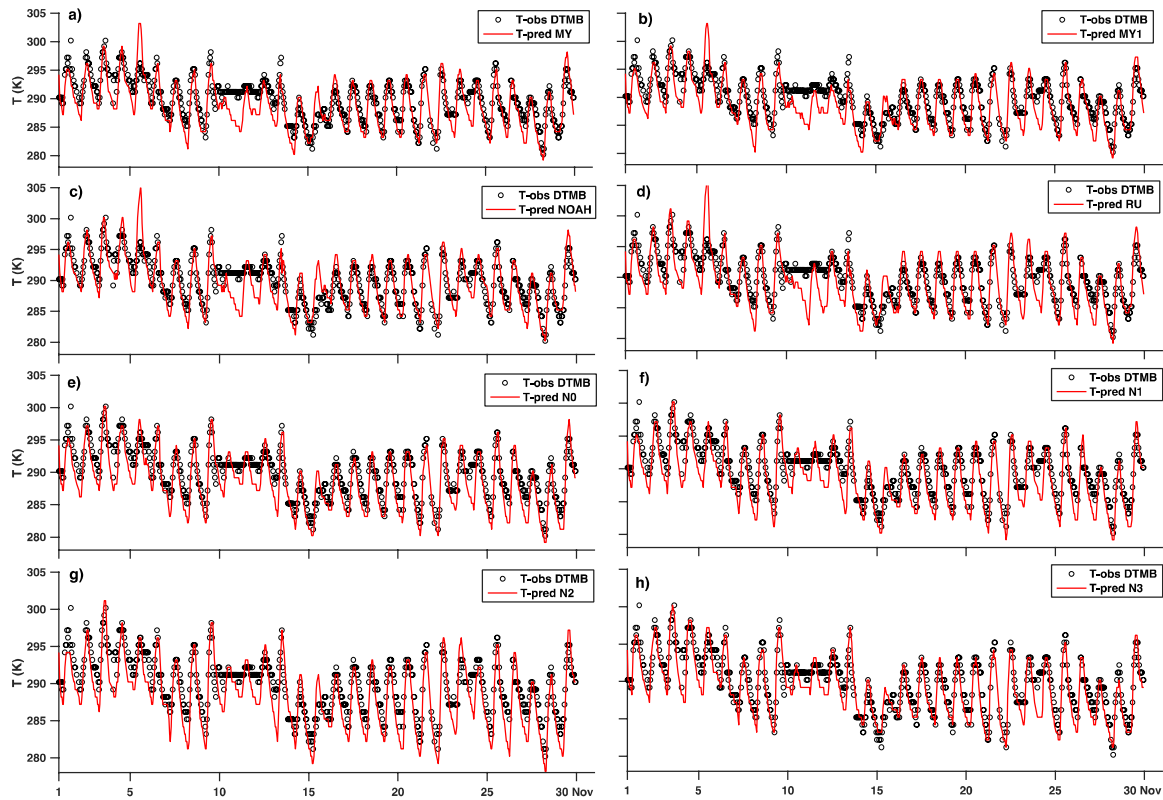 a)
T-obs DTMB
T-pred MY
305
300
295
290
285
280
T (K)
b)
T-obs DTMB
T-pred MY1
c)
T-obs DTMB
T-pred NOAH
305
300
295
290
285
280
T (K)
d)
T-obs DTMB
T-pred RU
e)
T-obs DTMB
T-pred N0
305
300
295
290
285
280
T (K)
f)
T-obs DTMB
T-pred N1
g)
T-obs DTMB
T-pred N2
305
300
295
290
285
280
T (K)
1 5 10 15 20 25 30 Nov
h)
T-obs DTMB
T-pred N3
1 5 10 15 20 25 30 Nov